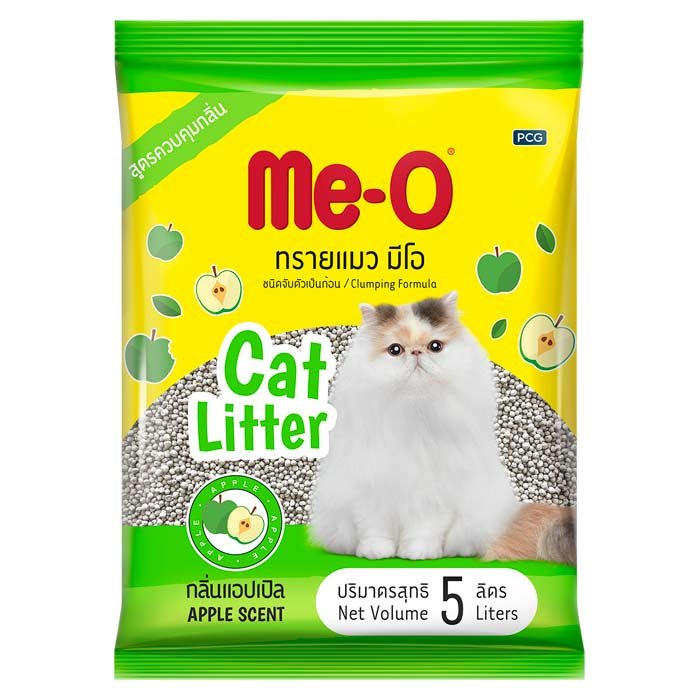 สูตรควบคุมกลิ่น
PCG
Me-O®
ทรายแมว มีโอ
ชนิดจับตัวเป็นก้อน / Clumping Formula
Cat
Litter
APPLE • APPLE • APPLE •
กลิ่นแอปเปิล
APPLE SCENT
ปริมาตรสุทธิ 5 ลิตร
Net Volume Liters